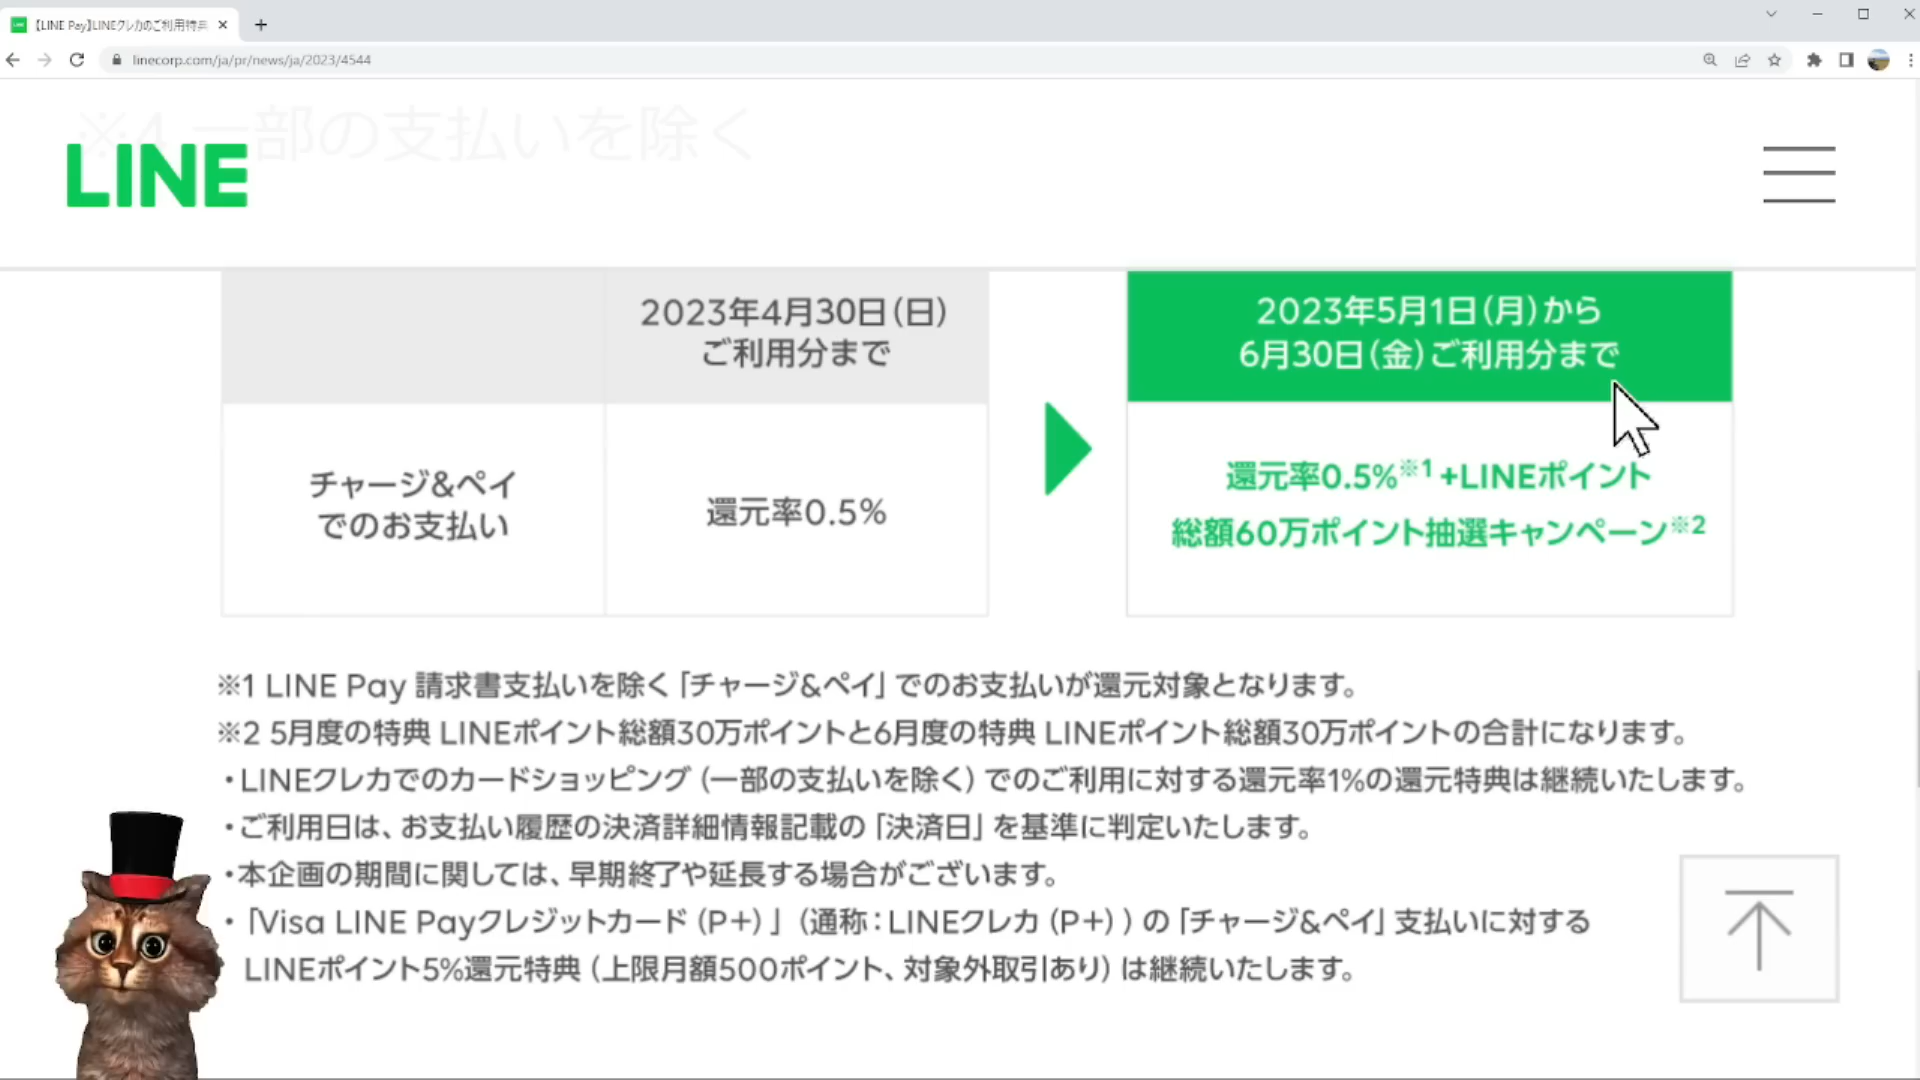 【LINE Pay】LINEクレカのご利用特典
linecorp.com/ja/pr/news/ja/2023/4544
※4 一部の支払いを除く
LINE
2023年4月30日(日)
ご利用分まで
2023年5月1日(月)から
6月30日(金)ご利用分まで
チャージ&ペイ
でのお支払い
還元率0.5%
還元率0.5%※1 +LINEポイント
総額60万ポイント抽選キャンペーン※2
※1 LINE Pay 請求書支払いを除く「チャージ&ペイ」でのお支払いが還元対象となります。
※2 5月度の特典 LINEポイント総額30万ポイントと6月度の特典 LINEポイント総額30万ポイントの合計になります。
・LINEクレカでのカードショッピング（一部の支払いを除く）でのご利用に対する還元率1%の還元特典は継続いたします。
・ご利用日は、お支払い履歴の決済詳細情報記載の「決済日」を基準に判定いたします。
・本企画の期間に関しては、早期終了や延長する場合がございます。
・「Visa LINE Payクレジットカード（P+）」（通称：LINEクレカ（P+））の「チャージ&ペイ」支払いに対する
LINEポイント5%還元特典（上限月額500ポイント、対象外取引あり）は継続いたします。